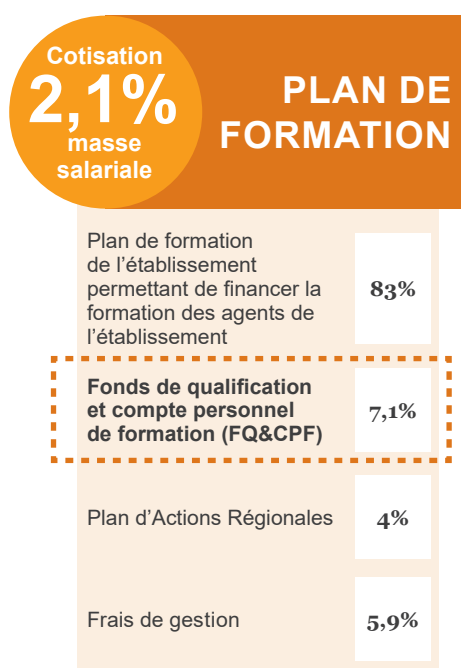 Cotisation
2,1%
masse
salariale
PLAN DE
FORMATION
Plan de formation
de l’établissement
permettant de financer la
formation des agents de
l’établissement
83%
Fonds de qualification
et compte personnel
de formation (FQ&CPF)
7,1%
Plan d’Actions Régionales
4%
Frais de gestion
5,9%